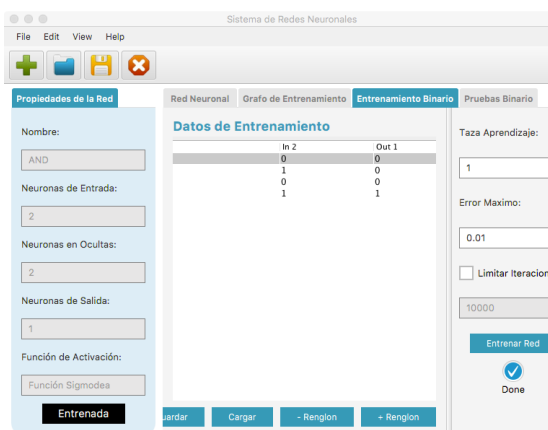 Sistema de Redes Neuronales
File Edit View Help
Propiedades de la Red
Nombre:
AND
Neuronas de Entrada:
2
Neuronas en Ocultas:
2
Neuronas de Salida:
1
Función de Activación:
Función Sigmodea
Entrenada
Red Neuronal Grafo de Entrenamiento Entrenamiento Binario Pruebas Binario
Datos de Entrenamiento
In 2 Out 1
0 0
1 0
0 0
1 1
uardar Cargar - Renglon + Renglon
Taza Aprendizaje:
1
Error Maximo:
0.01
Limitar Iteracion
10000
Entrenar Red
Done